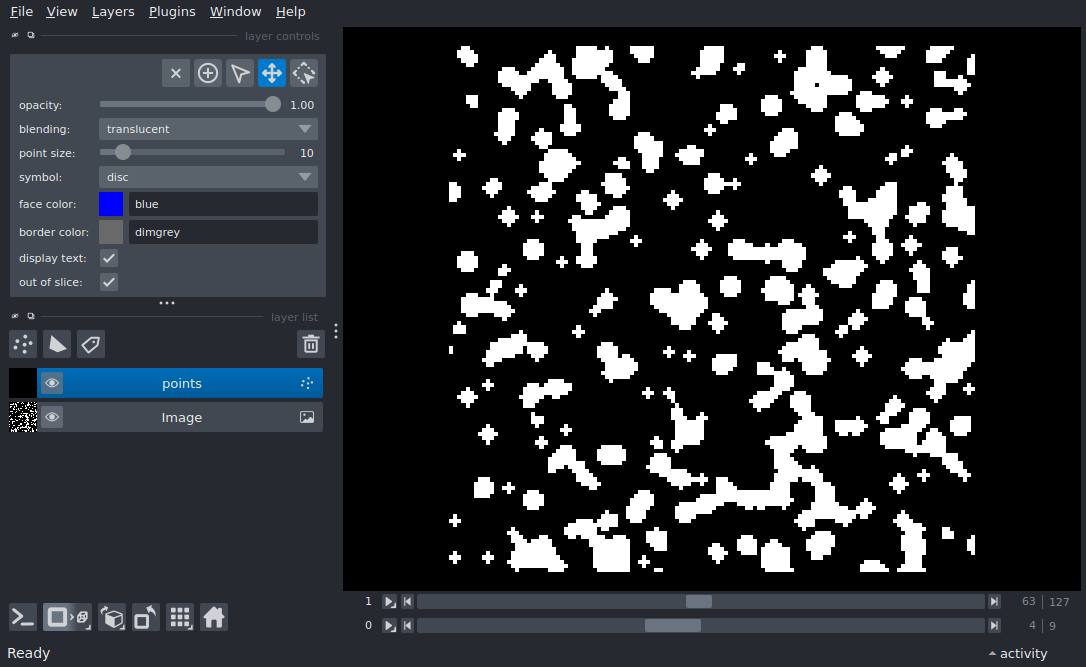 File View Layers Plugins Window Help
layer controls
opacity: 1.00
blending: translucent
point size: 10
symbol: disc
face color: blue
border color: dimgrey
display text:
out of slice:
layer list
points
Image
1 63 127
0 4 9
Ready activity